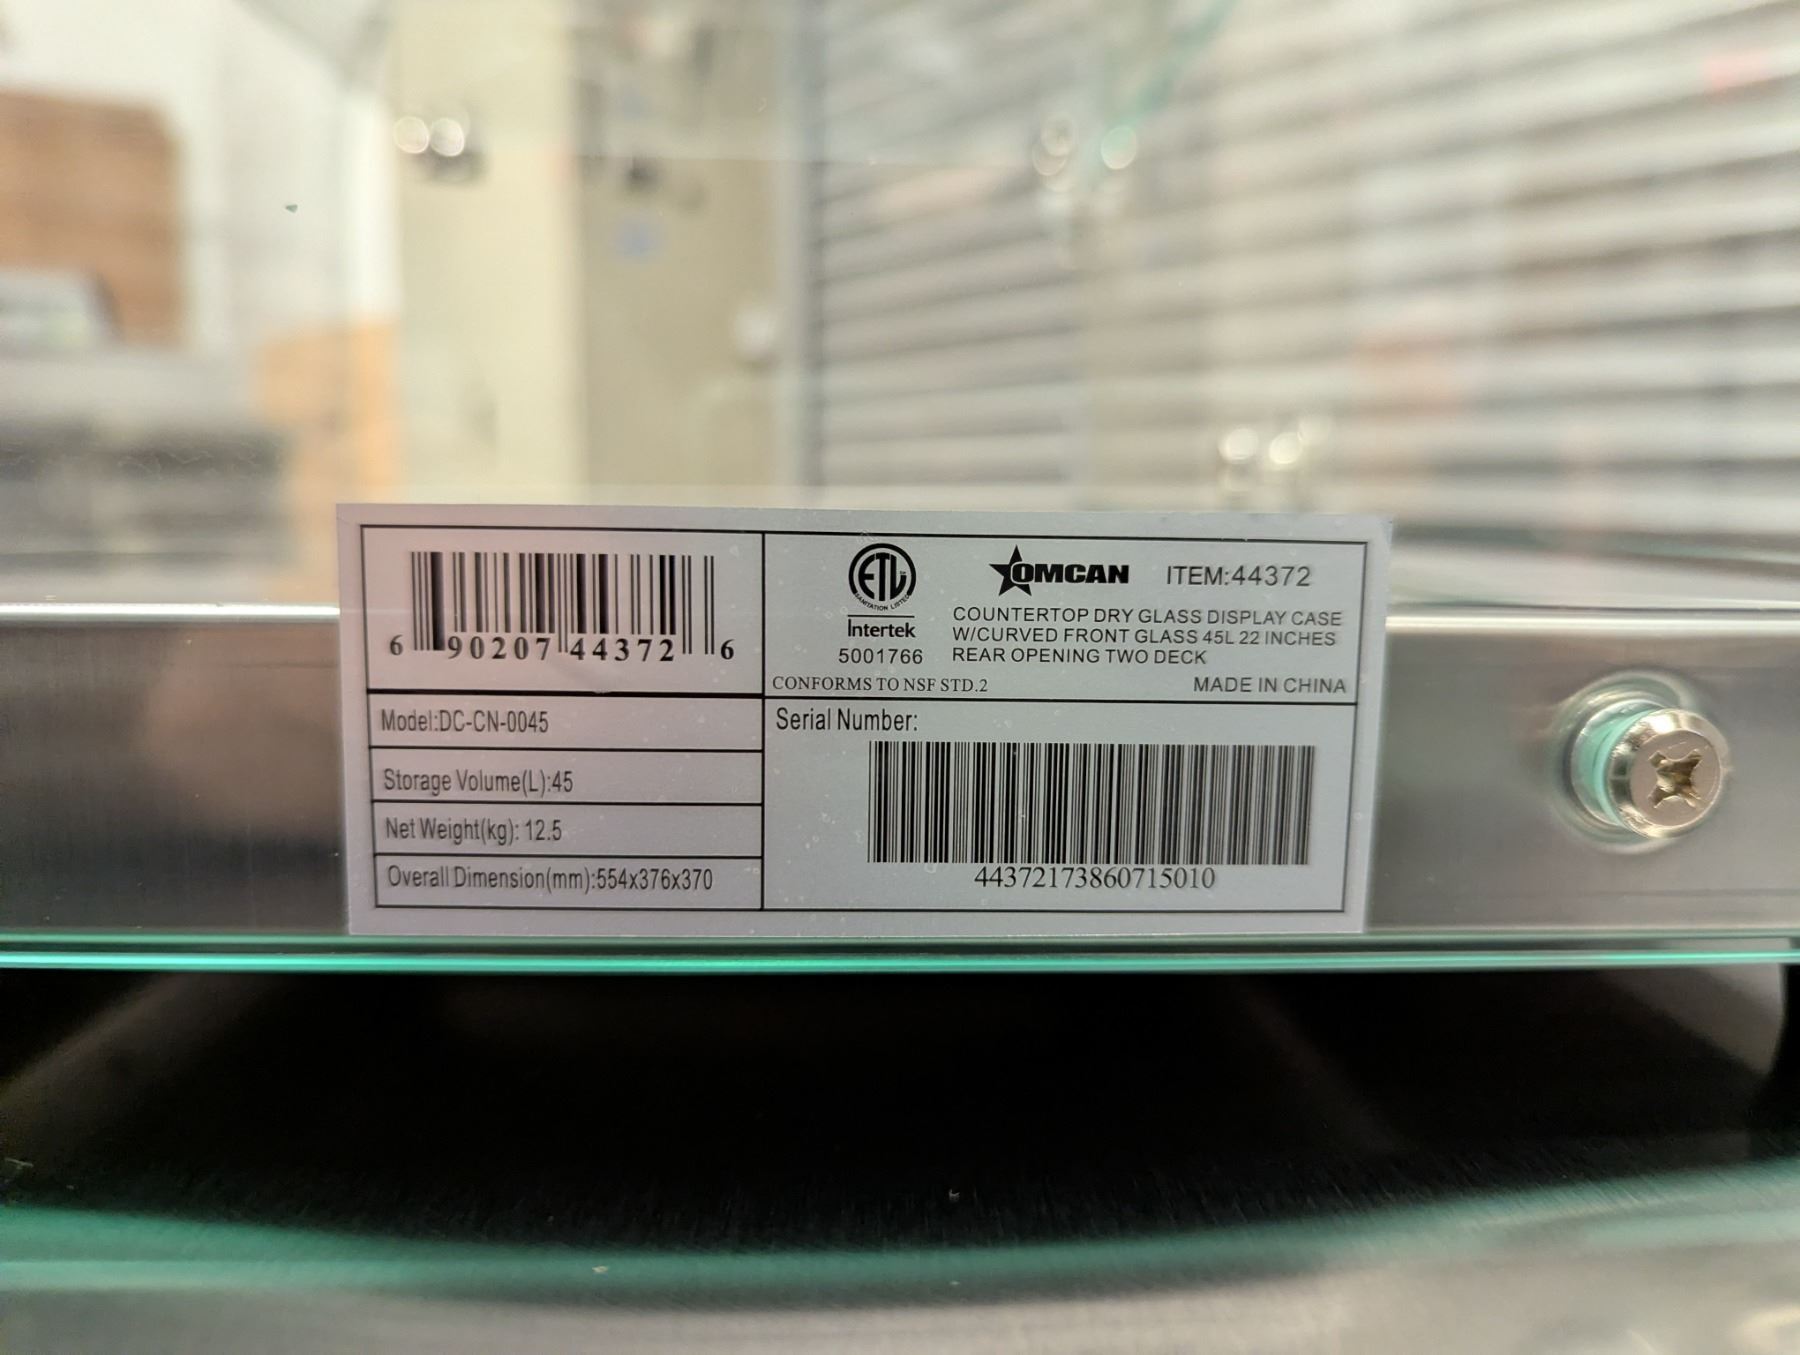 6 90207 44372 6
Model:DC-CN-0045
Storage Volume(L):45
Net Weight(kg): 12.5
Overall Dimension(mm):554x376x370
ETL
SANITATION LISTED
Intertek
5001766
CONFORMS TO NSF STD.2
OMCAN ITEM:44372
COUNTERTOP DRY GLASS DISPLAY CASE
W/CURVED FRONT GLASS 45L 22 INCHES
REAR OPENING TWO DECK
MADE IN CHINA
Serial Number:
44372173860715010